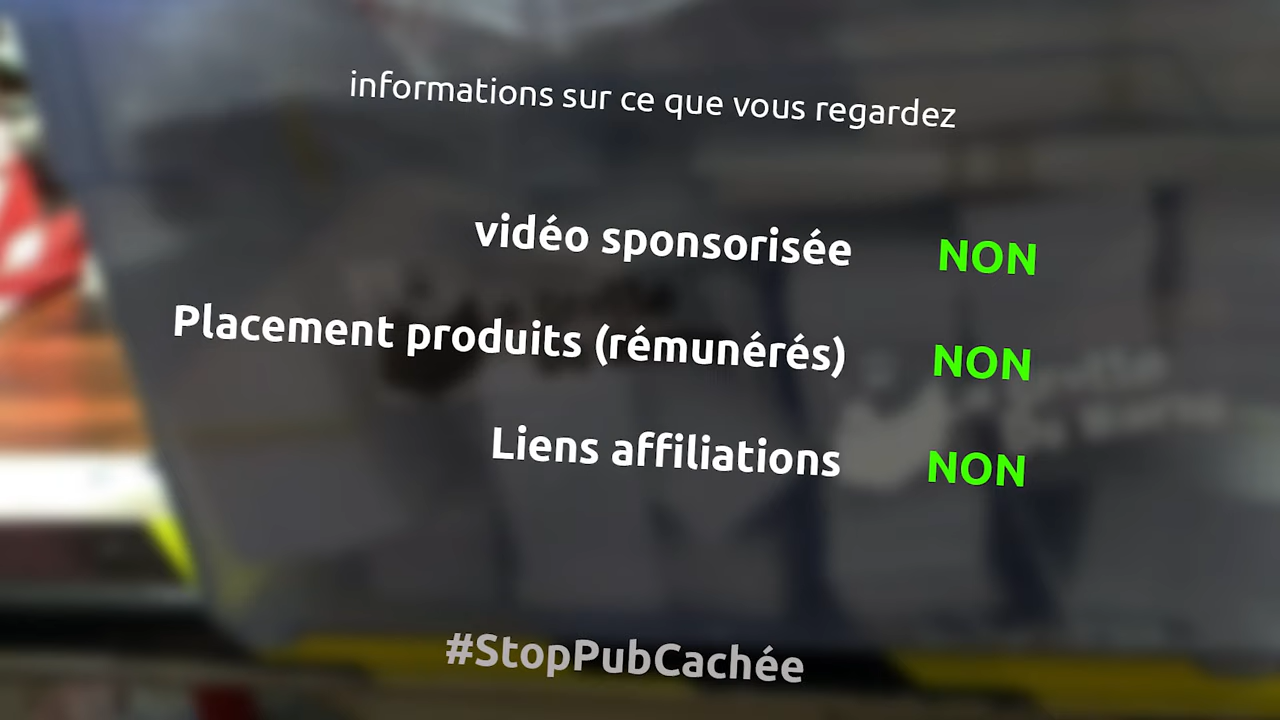 informations sur ce que vous regardez
vidéo sponsorisée NON
Placement produits (rémunérés) NON
Liens affiliations NON
#StopPubCachée